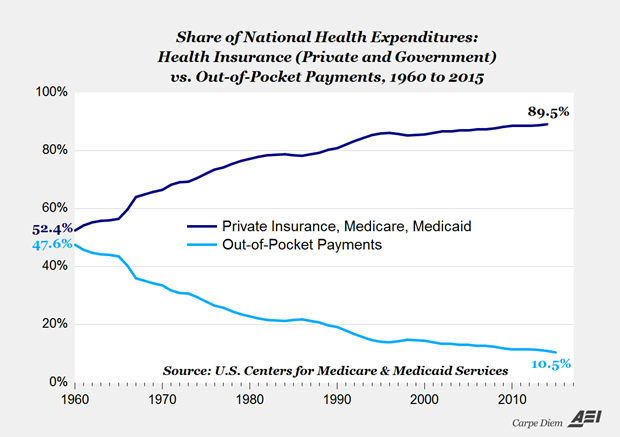 Share of National Health Expenditures:
Health Insurance (Private and Government)
vs. Out-of-Pocket Payments, 1960 to 2015
100%
89.5%
80%
60%
52.4%
47.6%
Private Insurance, Medicare, Medicaid
Out-of-Pocket Payments
40%
20%
10.5%
Source: U.S. Centers for Medicare & Medicaid Services
0%
1960 1970 1980 1990 2000 2010
Carpe Diem AEI